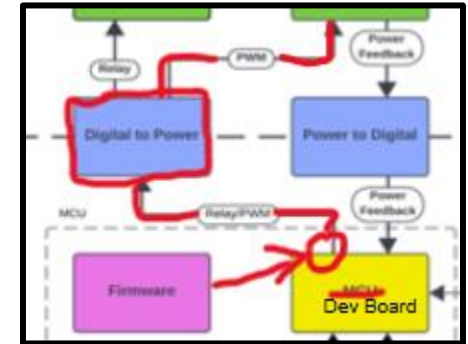 Relay
PWM
Power
Feedback
Digital to Power
Power to Digital
MCU
Relay/PWM
Power
Feedback
Firmware
MCU
Dev Board